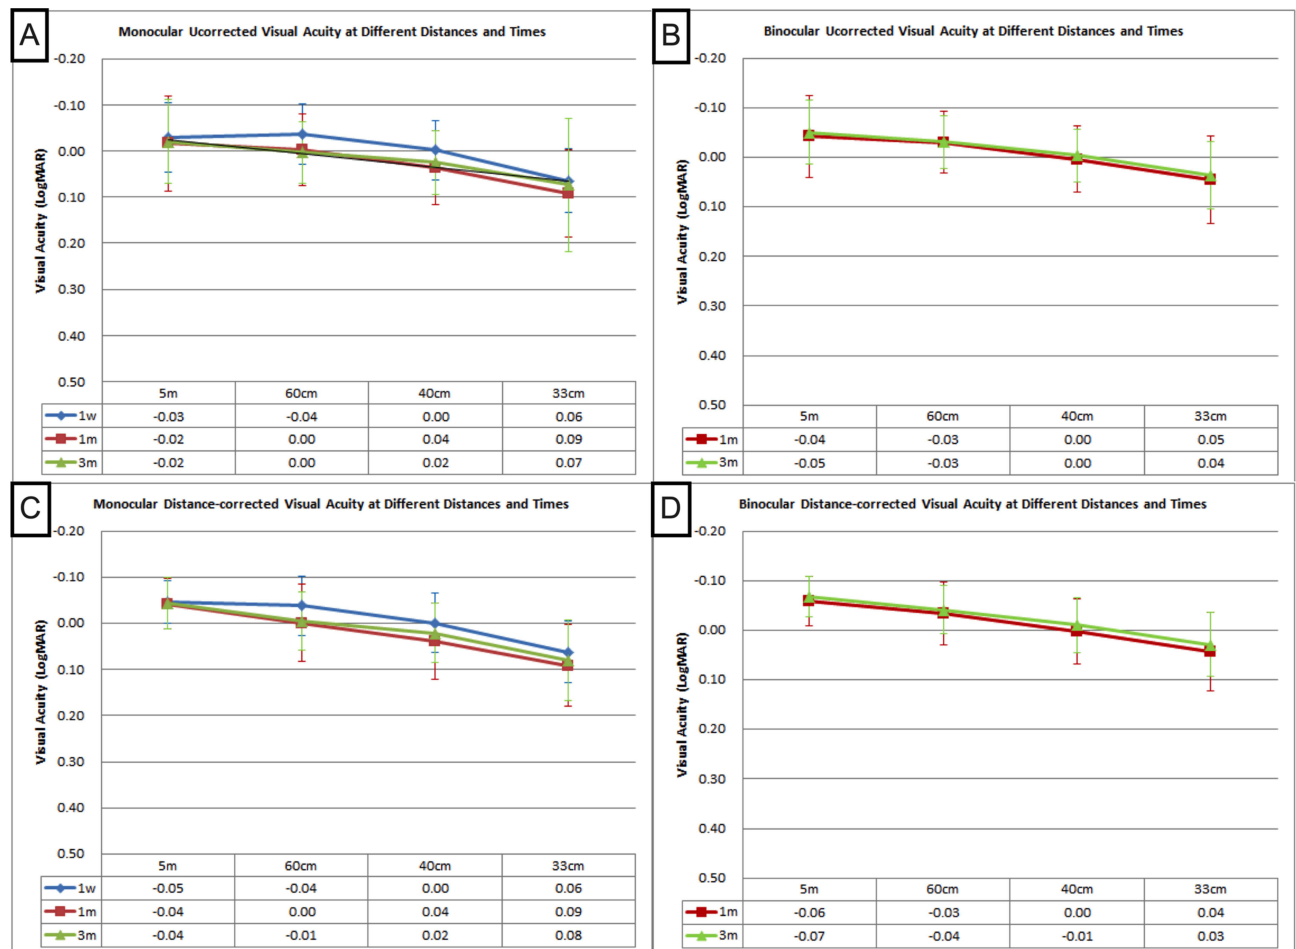 A
Monocular Ucorrected Visual Acuity at Different Distances and Times
Visual Acuity (LogMAR)
-0.20
-0.10
0.00
0.10
0.20
0.30
0.40
0.50
5m 60cm 40cm 33cm
1w -0.03 -0.04 0.00 0.06
1m -0.02 0.00 0.04 0.09
3m -0.02 0.00 0.02 0.07
B
Binocular Ucorrected Visual Acuity at Different Distances and Times
Visual Acuity (LogMAR)
-0.20
-0.10
0.00
0.10
0.20
0.30
0.40
0.50
5m 60cm 40cm 33cm
1m -0.04 -0.03 0.00 0.05
3m -0.05 -0.03 0.00 0.04
C
Monocular Distance-corrected Visual Acuity at Different Distances and Times
Visual Acuity (LogMAR)
-0.20
-0.10
0.00
0.10
0.20
0.30
0.40
0.50
5m 60cm 40cm 33cm
1w -0.05 -0.04 0.00 0.06
1m -0.04 0.00 0.04 0.09
3m -0.04 -0.01 0.02 0.08
D
Binocular Distance-corrected Visual Acuity at Different Distances and Times
Visual Acuity (LogMAR)
-0.20
-0.10
0.00
0.10
0.20
0.30
0.40
0.50
5m 60cm 40cm 33cm
1m -0.06 -0.03 0.00 0.04
3m -0.07 -0.04 -0.01 0.03